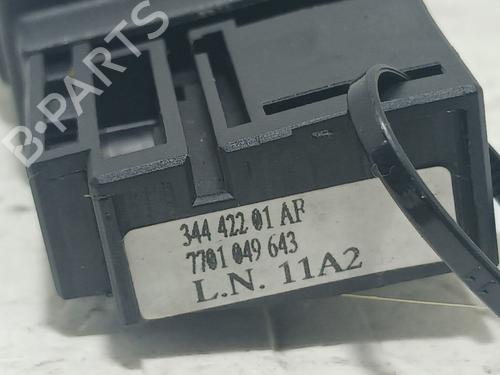 B-PARTS
344 422 01 AF
7701 049 643
L.N. 11A2